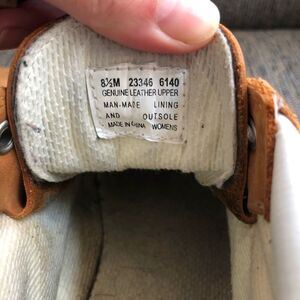 8½M 23346 6140
GENUINE LEATHER UPPER
MAN-MADE LINING
AND OUTSOLE
MADE IN CHINA WOMENS